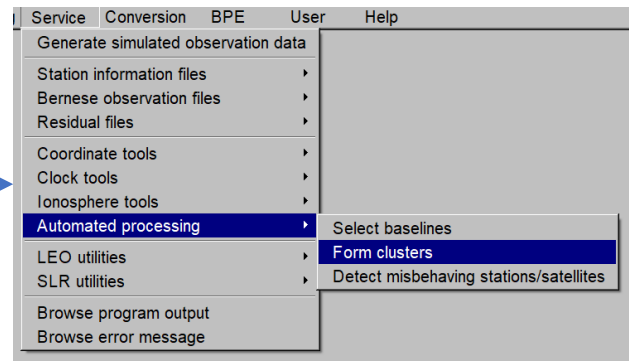 Service Conversion BPE User Help
Generate simulated observation data
Station information files
Bernese observation files
Residual files
Coordinate tools
Clock tools
Ionosphere tools
Automated processing
Select baselines
Form clusters
Detect misbehaving stations/satellites
LEO utilities
SLR utilities
Browse program output
Browse error message